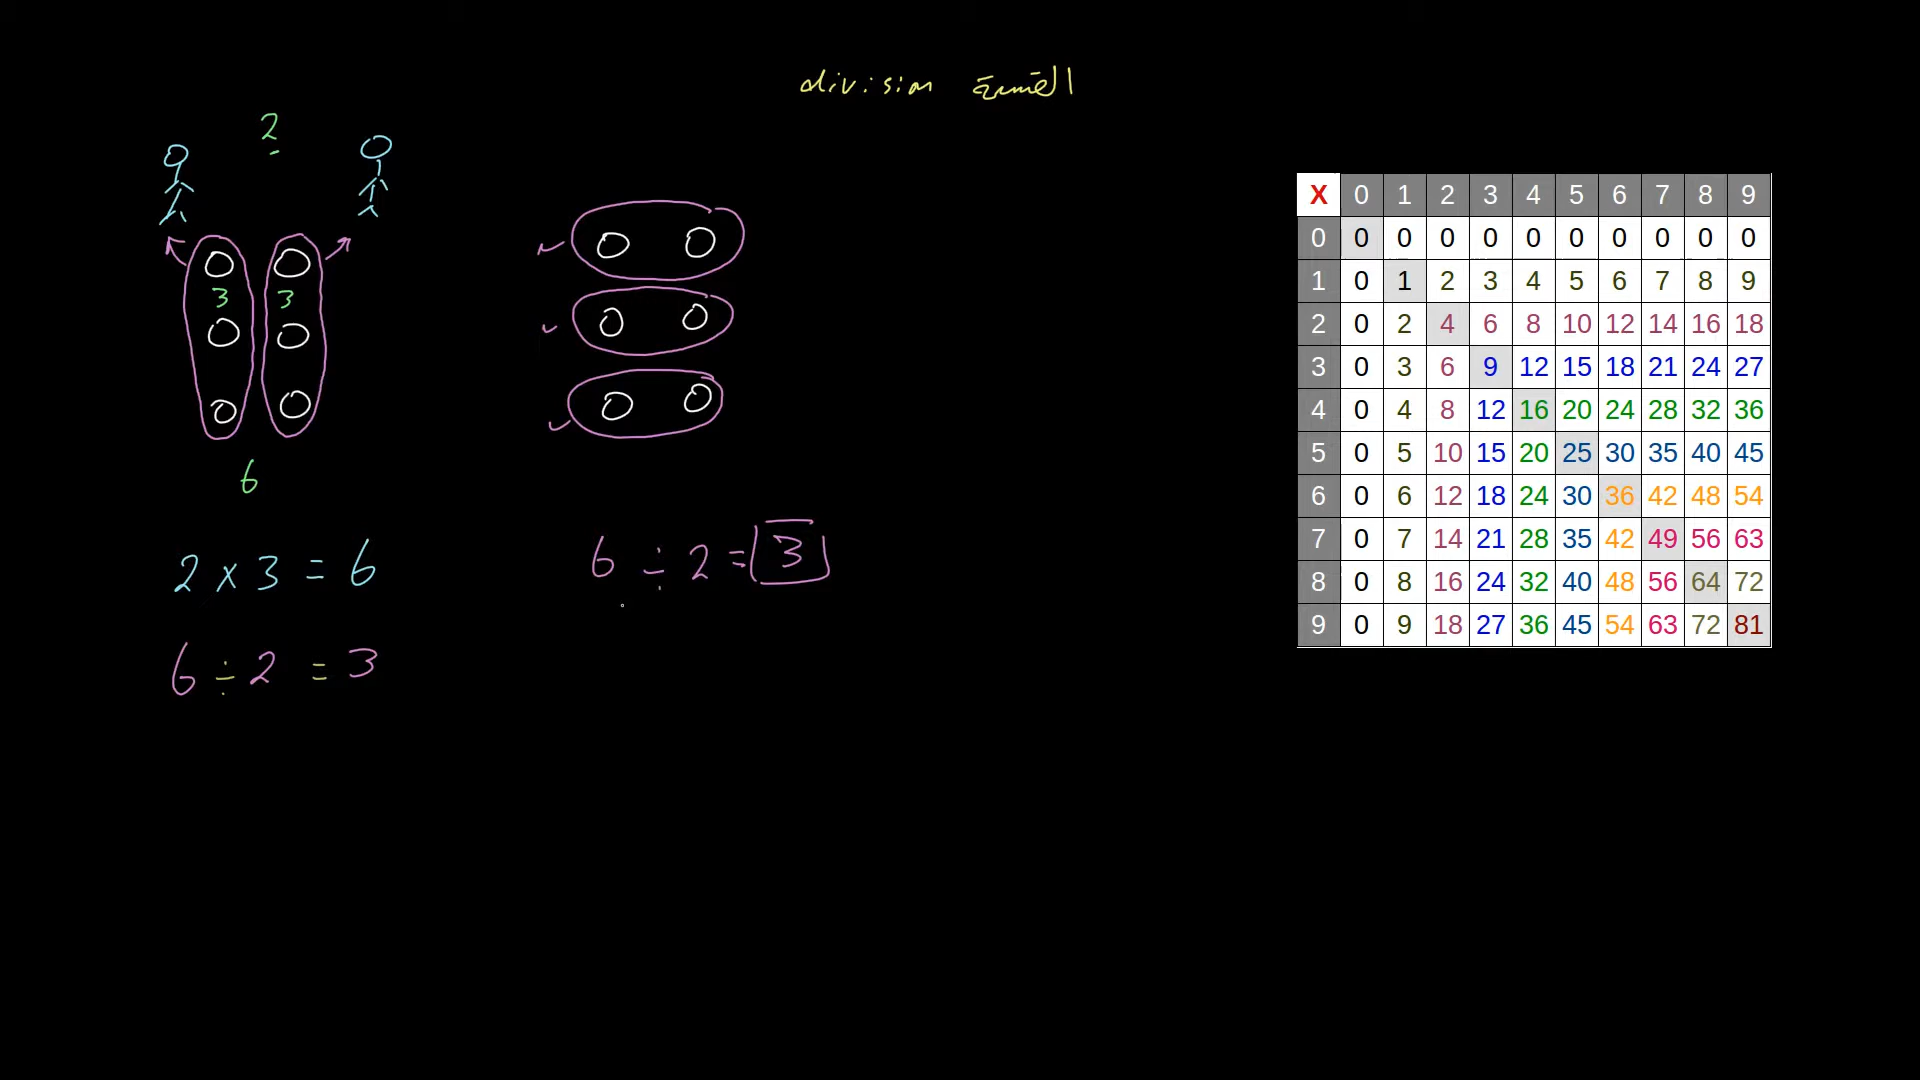 division
2
3 3
6
2 x 3 = 6
6 ÷ 2 = 3
6 ÷ 2 = 3
X 0 1 2 3 4 5 6 7 8 9
0 0 0 0 0 0 0 0 0 0 0
1 0 1 2 3 4 5 6 7 8 9
2 0 2 4 6 8 10 12 14 16 18
3 0 3 6 9 12 15 18 21 24 27
4 0 4 8 12 16 20 24 28 32 36
5 0 5 10 15 20 25 30 35 40 45
6 0 6 12 18 24 30 36 42 48 54
7 0 7 14 21 28 35 42 49 56 63
8 0 8 16 24 32 40 48 56 64 72
9 0 9 18 27 36 45 54 63 72 81